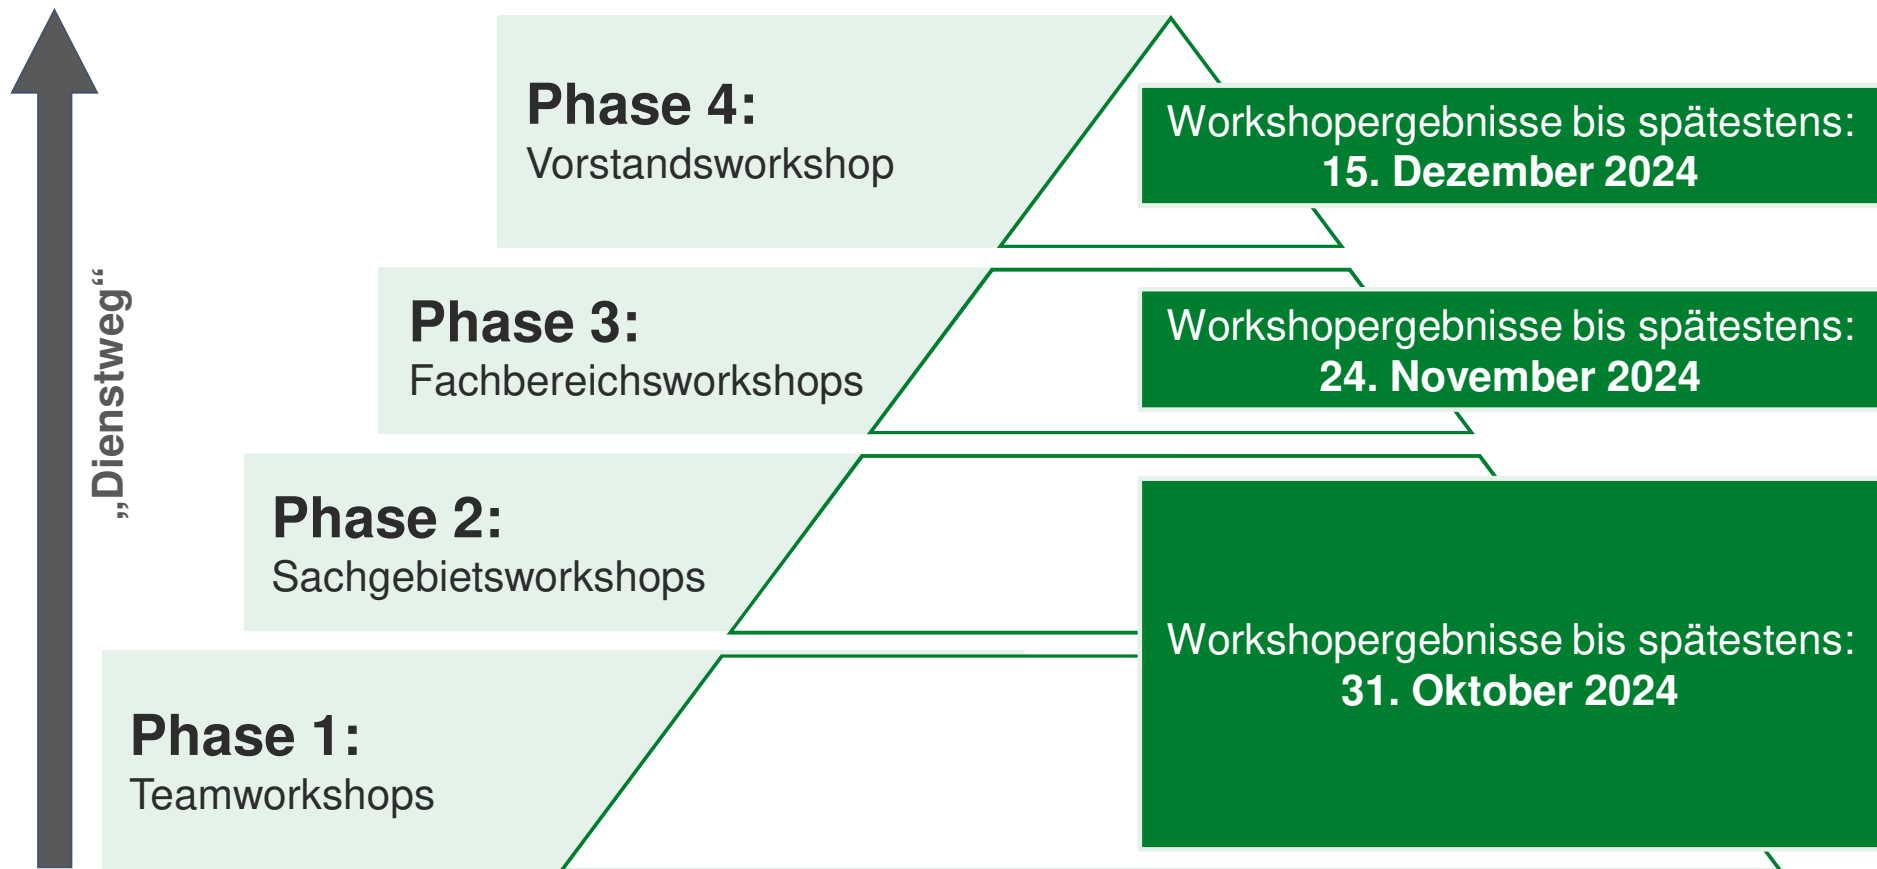 Phase 4:
Vorstandsworkshop
Workshopergebnisse bis spätestens:
15. Dezember 2024
„Dienstweg“
Phase 3:
Fachbereichsworkshops
Workshopergebnisse bis spätestens:
24. November 2024
Phase 2:
Sachgebietsworkshops
Workshopergebnisse bis spätestens:
31. Oktober 2024
Phase 1:
Teamworkshops